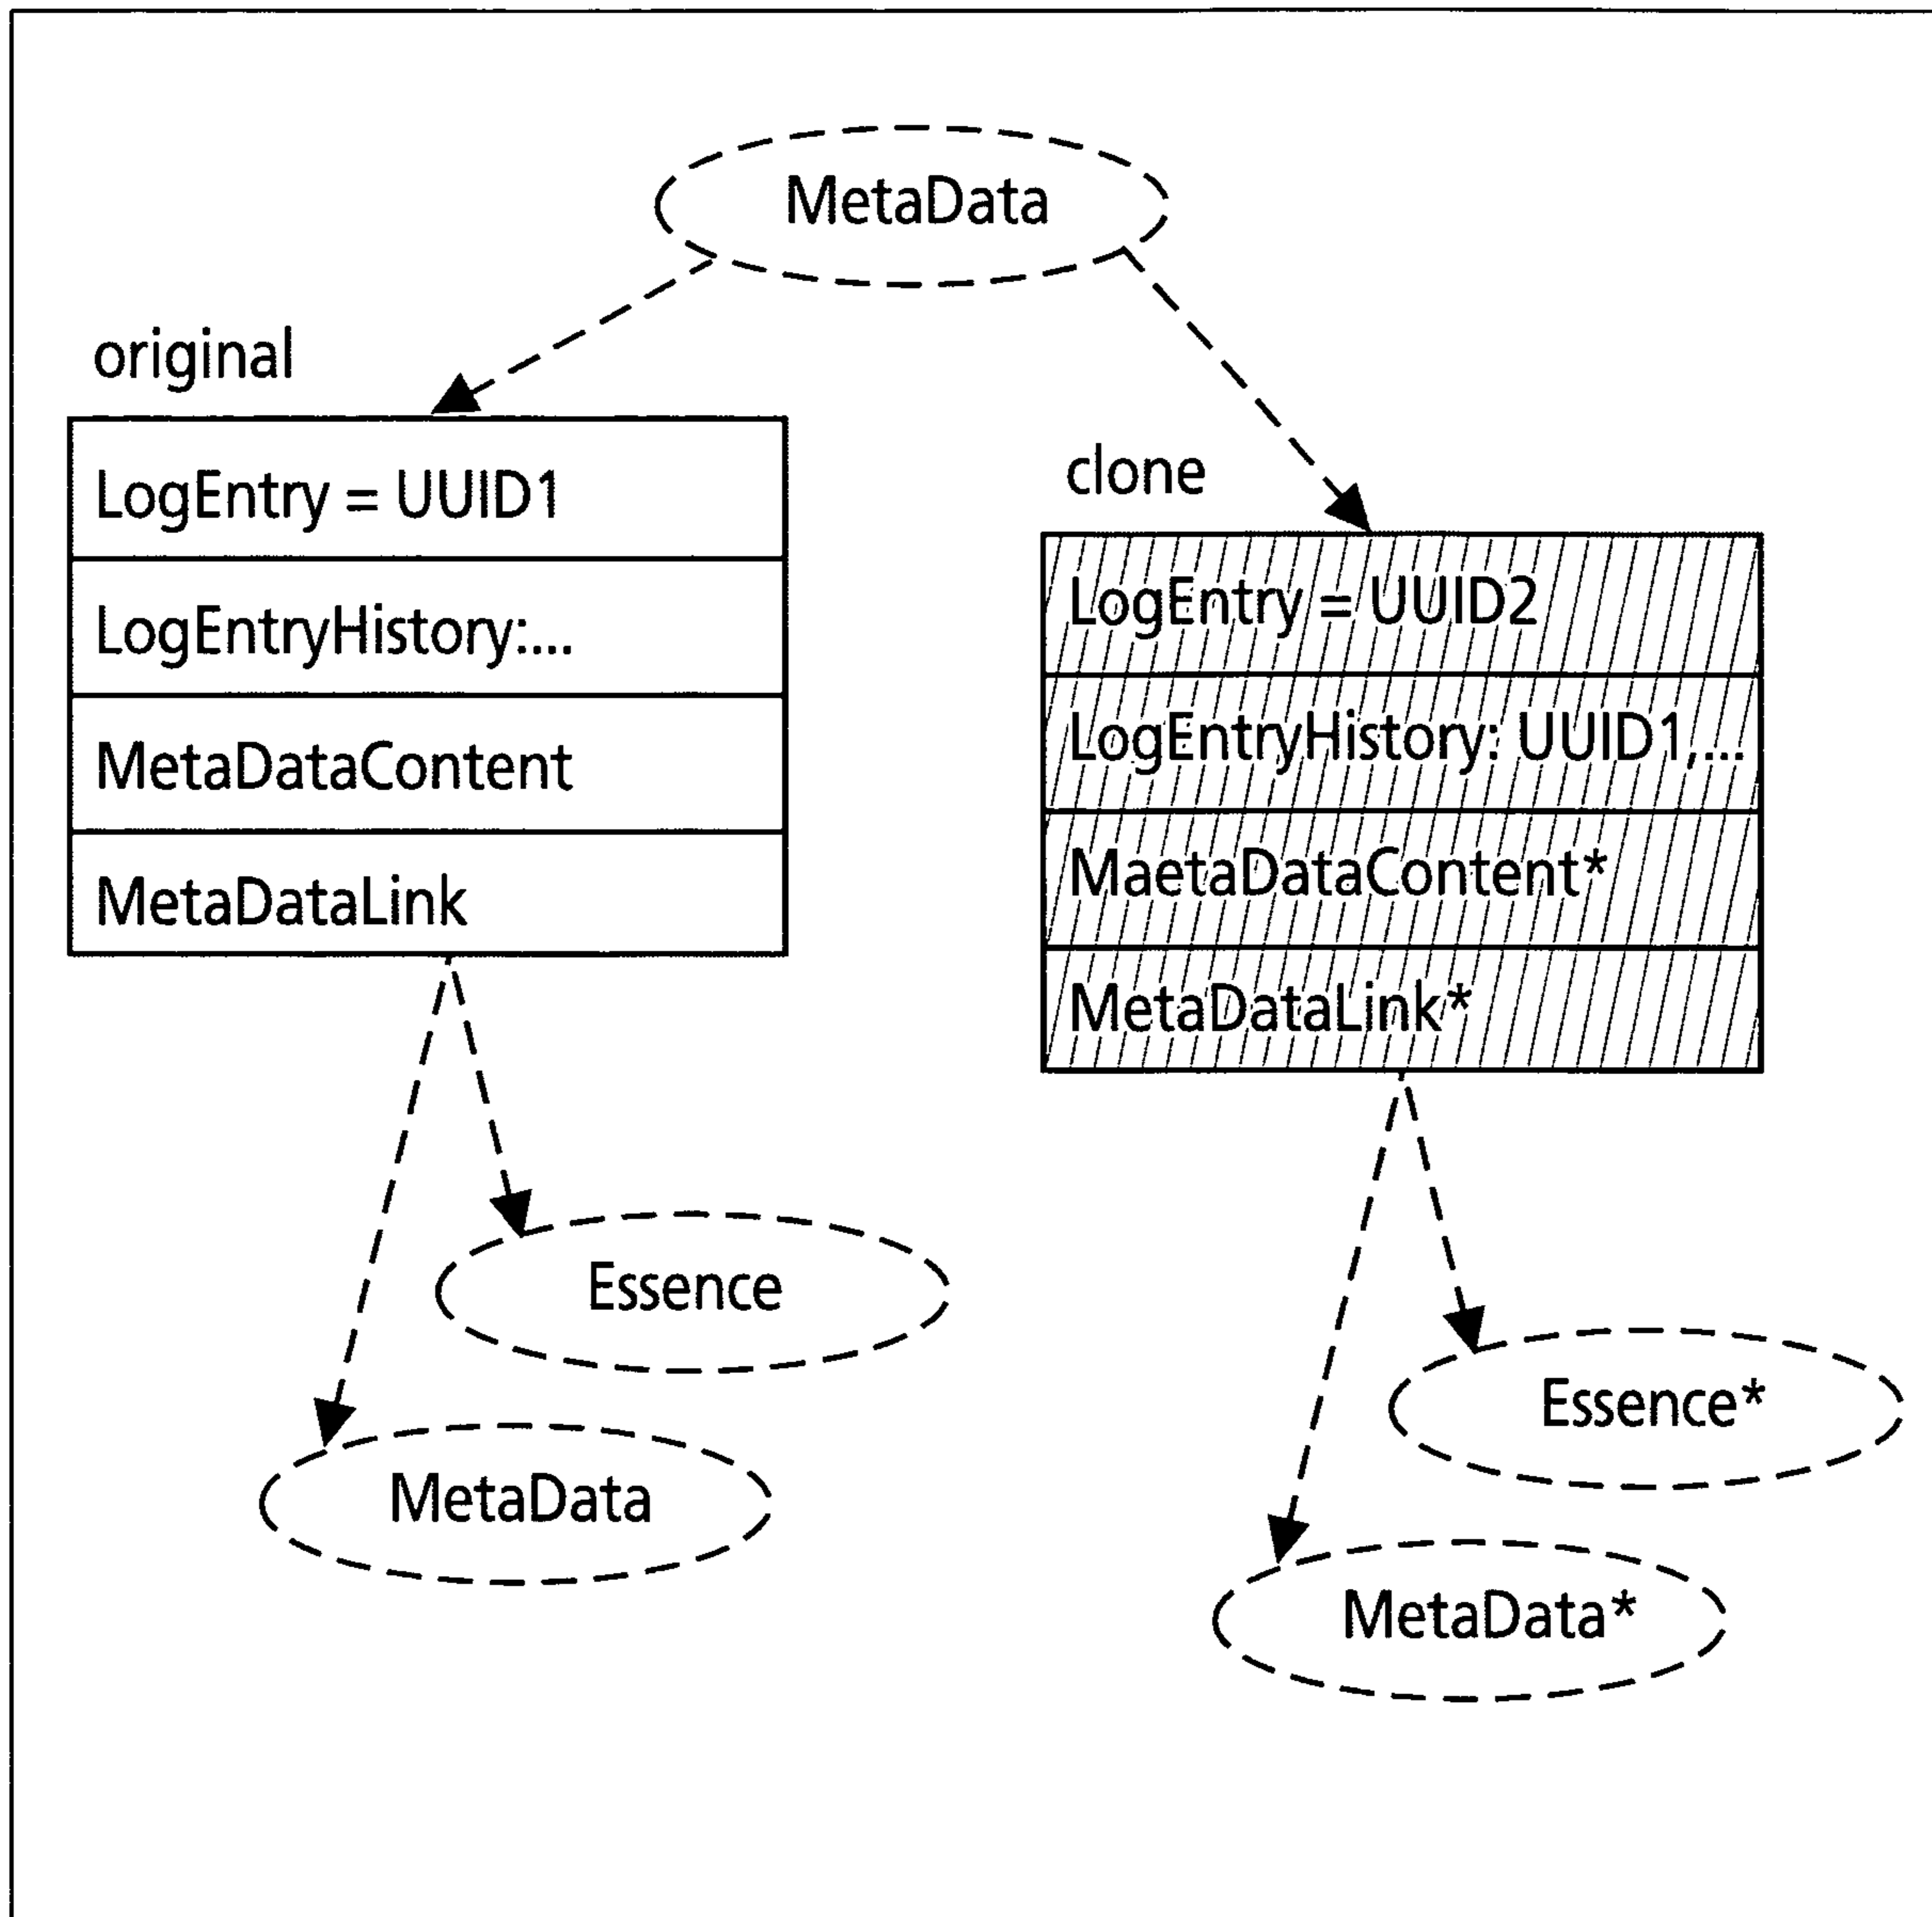 MetaData
original
LogEntry = UUID1
LogEntryHistory:...
MetaDataContent
MetaDataLink
clone
LogEntry = UUID2
LogEntryHistory: UUID1,...
MaetaDataContent*
MetaDataLink*
Essence
MetaData
Essence*
MetaData*